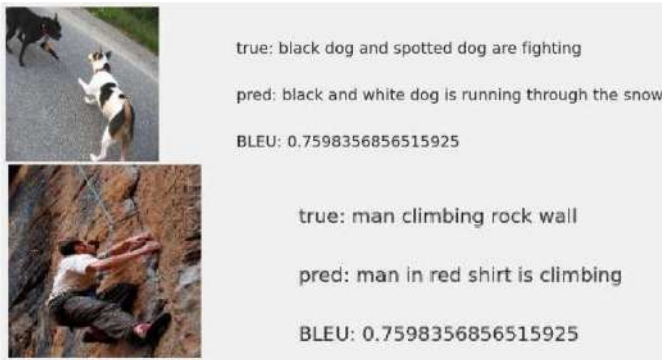 true: black dog and spotted dog are fighting
pred: black and white dog is running through the snow
BLEU: 0.7598356856515925
true: man climbing rock wall
pred: man in red shirt is climbing
BLEU: 0.7598356856515925